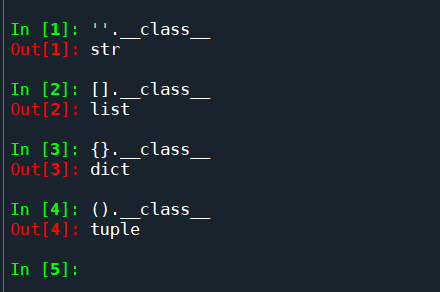 In [1]: ''.__class__
Out[1]: str
In [2]: [].__class__
Out[2]: list
In [3]: {}.__class__
Out[3]: dict
In [4]: ().__class__
Out[4]: tuple
In [5]: